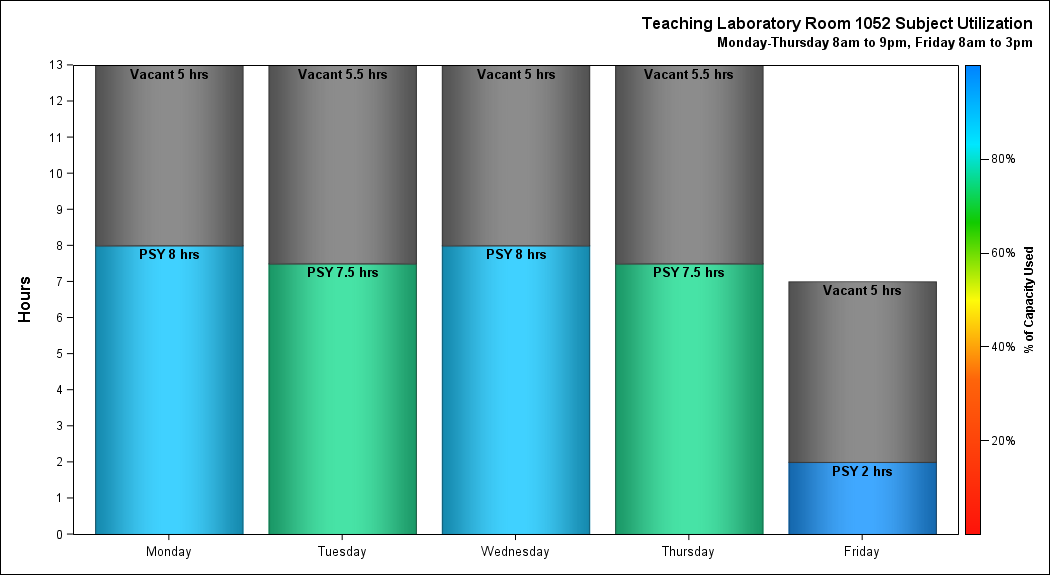 Teaching Laboratory Room 1052 Subject Utilization
Monday-Thursday 8am to 9pm, Friday 8am to 3pm
13
12
11
10
9
8
7
6
5
4
3
2
1
0
Hours
Vacant 5 hrs
Vacant 5.5 hrs
Vacant 5 hrs
Vacant 5.5 hrs
Vacant 5 hrs
PSY 8 hrs
PSY 7.5 hrs
PSY 8 hrs
PSY 7.5 hrs
PSY 2 hrs
Monday
Tuesday
Wednesday
Thursday
Friday
80%
60%
40%
20%
% of Capacity Used